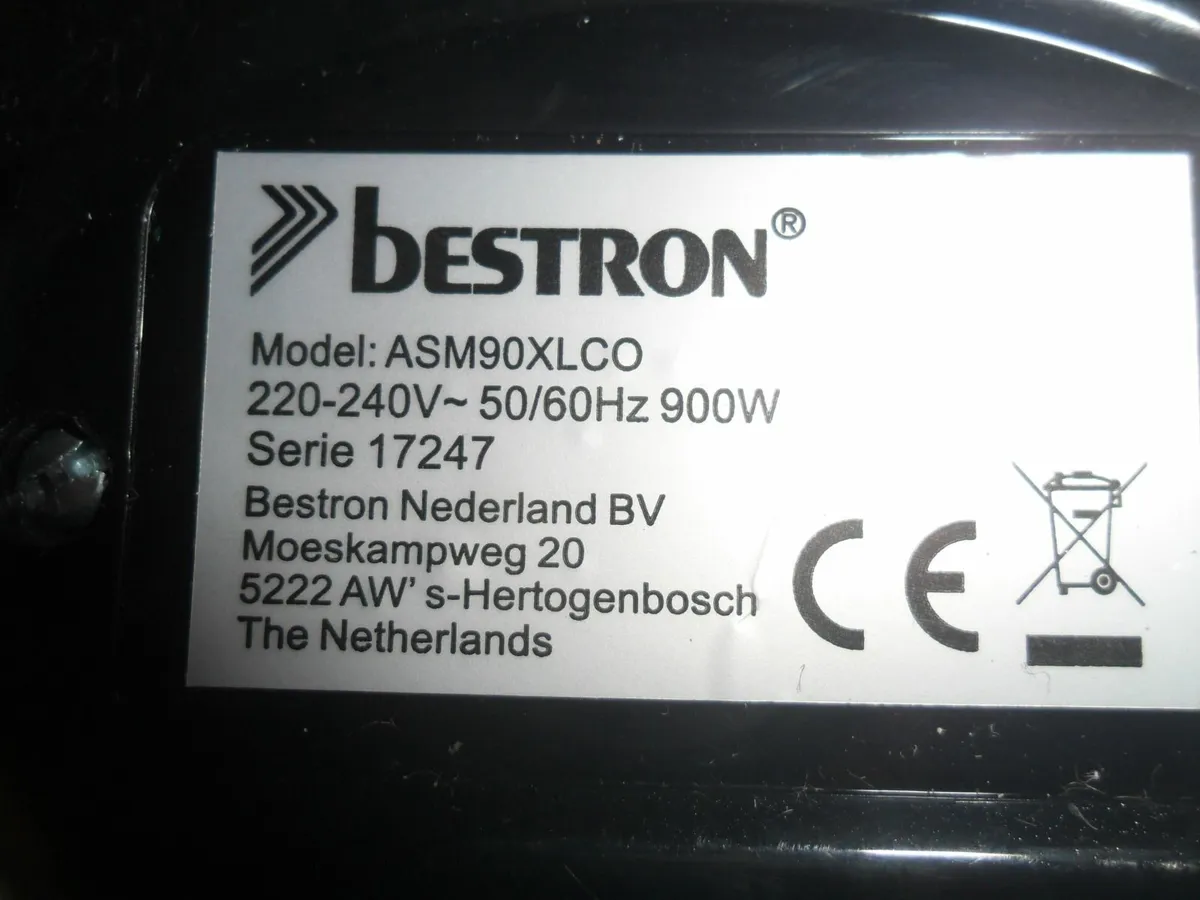 bESTRON®
Model: ASM90XLCO
220-240V~ 50/60Hz 900W
Serie 17247
Bestron Nederland BV
Moeskampweg 20
5222 AW' s-Hertogenbosch
The Netherlands
CE